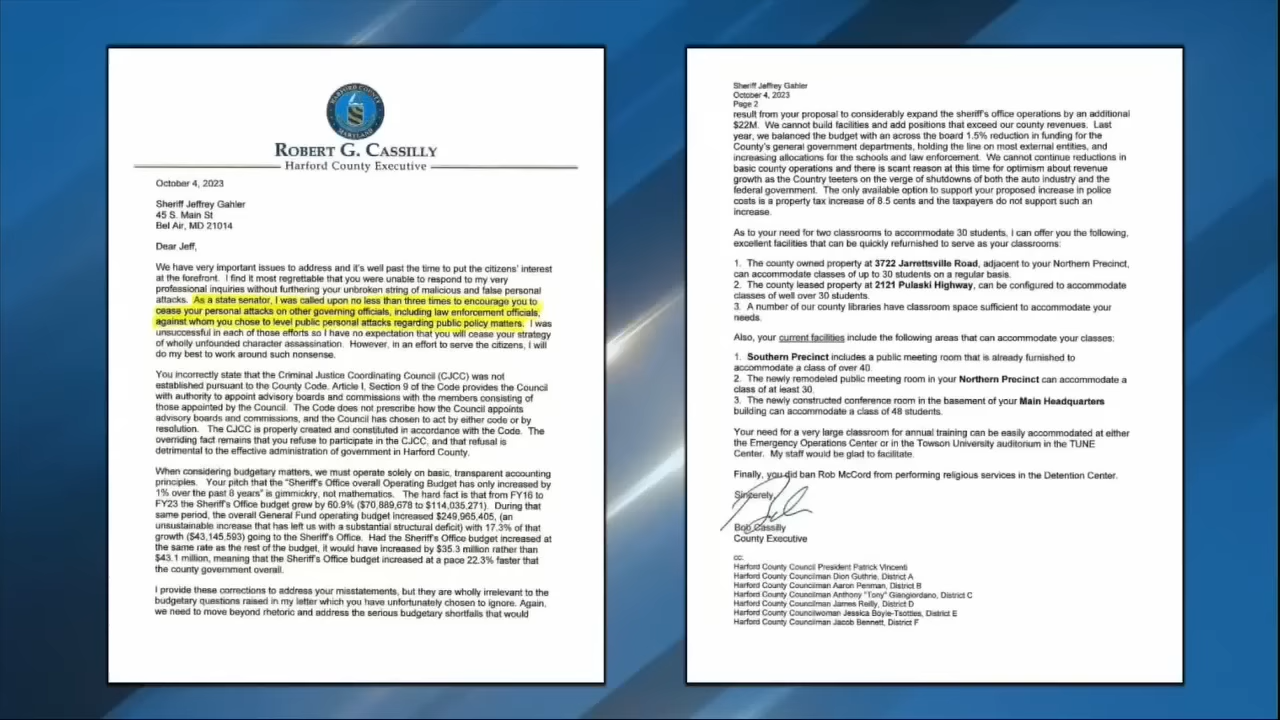 HARFORD COUNTY
MARYLAND
ROBERT G. CASSILLY
Harford County Executive
October 4, 2023
Sheriff Jeffrey Gahler
45 S. Main St
Bel Air, MD 21014
Dear Jeff,
We have very important issues to address and it's well past the time to put the citizens' interest
at the forefront. I find it most regrettable that you were unable to respond to my very
professional inquiries without furthering your unbroken string of malicious and false personal
attacks. As a state senator, I was called upon no less than three times to encourage you to
cease your personal attacks on other governing officials, including law enforcement officials,
against whom you chose to level public personal attacks regarding public policy matters. I was
unsuccessful in each of those efforts so I have no expectation that you will cease your strategy
of wholly unfounded character assassination. However, in an effort to serve the citizens, I will
do my best to work around such nonsense.
You incorrectly state that the Criminal Justice Coordinating Council (CJCC) was not
established pursuant to the County Code. Article I, Section 9 of the Code provides the Council
with authority to appoint advisory boards and commissions with the members consisting of
those appointed by the Council. The Code does not prescribe how the Council appoints
advisory boards and commissions, and the Council has chosen to act by either code or by
resolution. The CJCC is properly created and constituted in accordance with the Code. The
overriding fact remains that you refuse to participate in the CJCC, and that refusal is
detrimental to the effective administration of government in Harford County.
When considering budgetary matters, we must operate solely on basic, transparent accounting
principles. Your pitch that the "Sheriff's Office overall Operating Budget has only increased by
1% over the past 8 years" is gimmickry, not mathematics. The hard fact is that from FY16 to
FY23 the Sheriff's Office budget grew by 60.9% ($70,889,678 to $114,035,271). During that
same period, the overall General Fund operating budget increased $249,965,405, (an
unsustainable increase that has left us with a substantial structural deficit) with 17.3% of that
growth ($43,145,593) going to the Sheriff's Office. Had the Sheriff's Office budget increased at
the same rate as the rest of the budget, it would have increased by $35.3 million rather than
$43.1 million, meaning that the Sheriff's Office budget increased at a pace 22.3% faster that
the county government overall.
I provide these corrections to address your misstatements, but they are wholly irrelevant to the
budgetary questions raised in my letter which you have unfortunately chosen to ignore. Again,
we need to move beyond rhetoric and address the serious budgetary shortfalls that would
Sheriff Jeffrey Gahler
October 4, 2023
Page 2
result from your proposal to considerably expand the sheriff's office operations by an additional
$22M. We cannot build facilities and add positions that exceed our county revenues. Last
year, we balanced the budget with an across the board 1.5% reduction in funding for the
County's general government departments, holding the line on most external entities, and
increasing allocations for the schools and law enforcement. We cannot continue reductions in
basic county operations and there is scant reason at this time for optimism about revenue
growth as the Country teeters on the verge of shutdowns of both the auto industry and the
federal government. The only available option to support your proposed increase in police
costs is a property tax increase of 8.5 cents and the taxpayers do not support such an
increase.
As to your need for two classrooms to accommodate 30 students, I can offer you the following,
excellent facilities that can be quickly refurnished to serve as your classrooms:
1. The county owned property at 3722 Jarrettsville Road, adjacent to your Northern Precinct,
can accommodate classes of up to 30 students on a regular basis.
2. The county leased property at 2121 Pulaski Highway, can be configured to accommodate
classes of well over 30 students.
3. A number of our county libraries have classroom space sufficient to accommodate your
needs.
Also, your current facilities include the following areas that can accommodate your classes:
1. Southern Precinct includes a public meeting room that is already furnished to
accommodate a class of over 40.
2. The newly remodeled public meeting room in your Northern Precinct can accommodate a
class of at least 30.
3. The newly constructed conference room in the basement of your Main Headquarters
building can accommodate a class of 48 students.
Your need for a very large classroom for annual training can be easily accommodated at either
the Emergency Operations Center or in the Towson University auditorium in the TUNE
Center. My staff would be glad to facilitate.
Finally, you did ban Rob McCord from performing religious services in the Detention Center.
Sincerely,
Bob Cassilly
County Executive
cc:
Harford County Council President Patrick Vincenti
Harford County Councilman Dion Guthrie, District A
Harford County Councilman Aaron Penman, District B
Harford County Councilman Anthony "Tony" Giangiordano, District C
Harford County Councilman James Reilly, District D
Harford County Councilwoman Jessica Boyle-Tsottles, District E
Harford County Councilman Jacob Bennett, District F